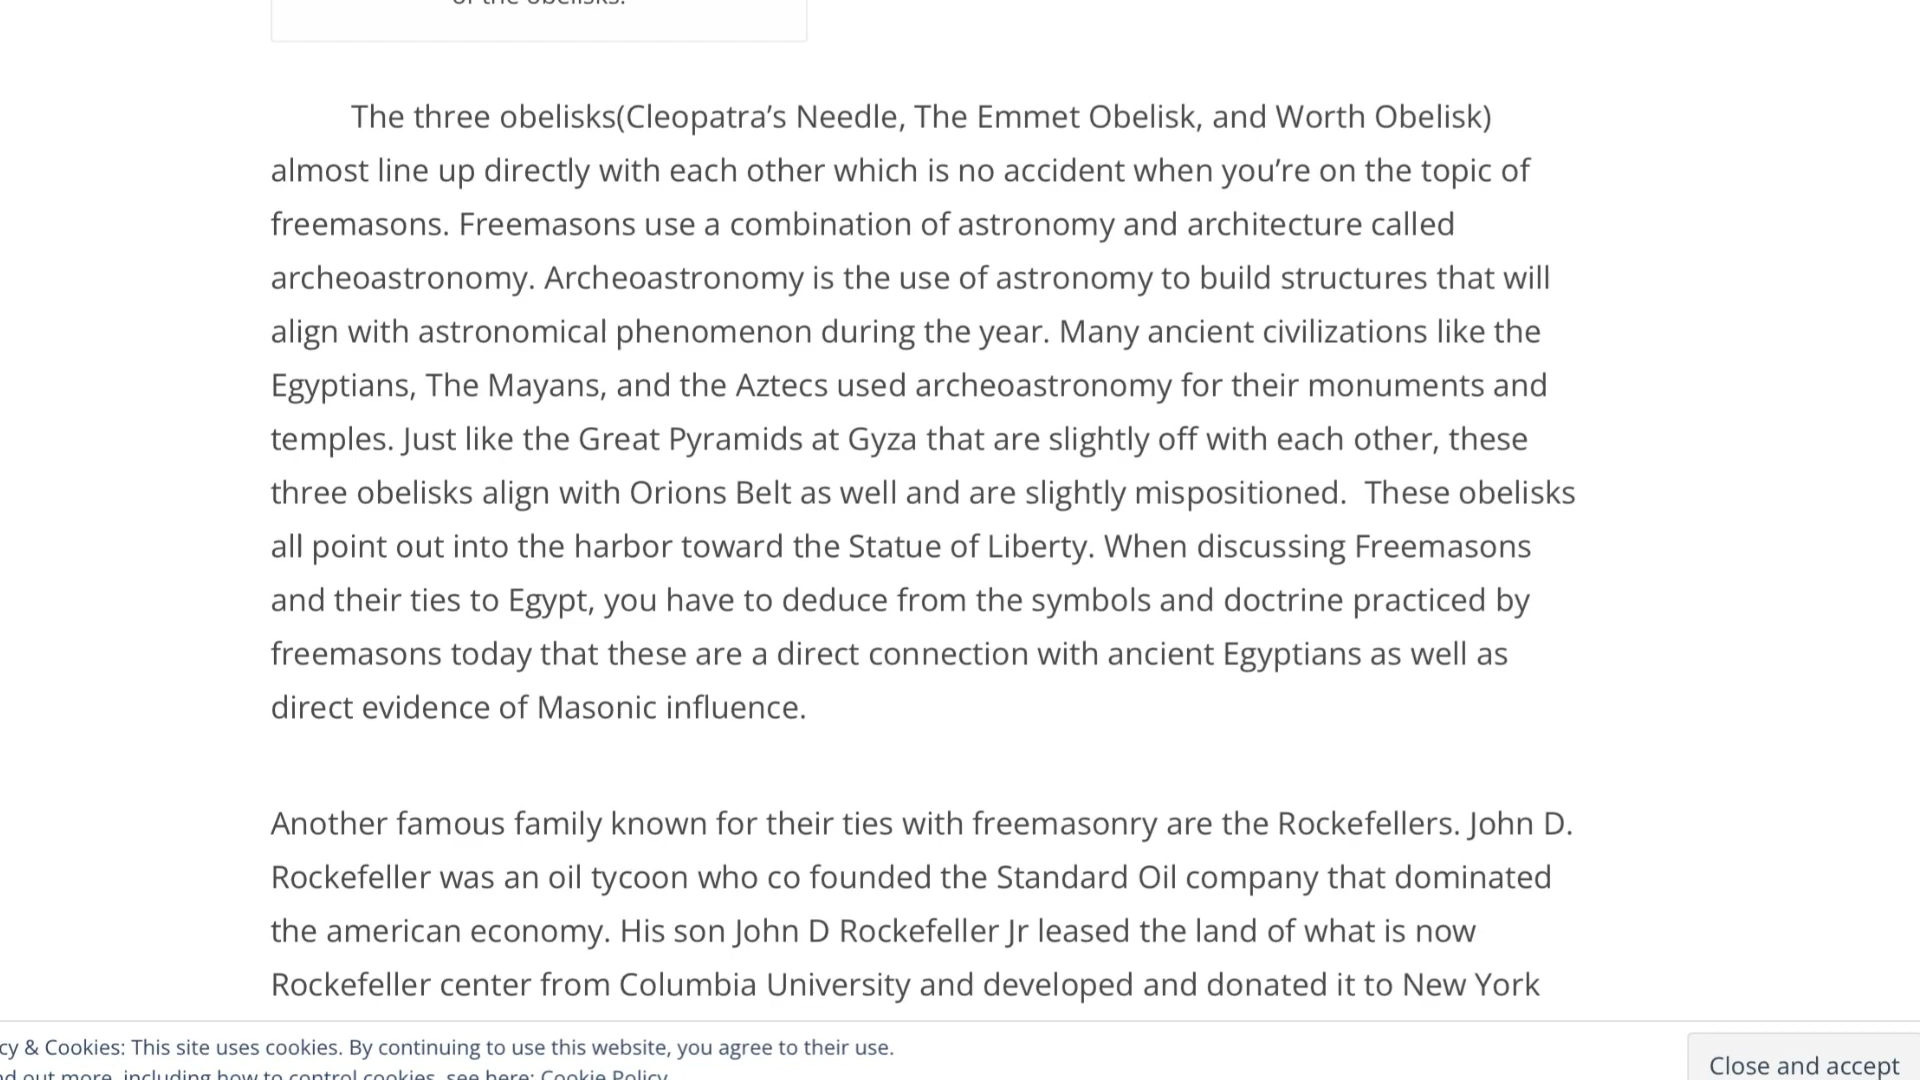 of the obelisks.
The three obelisks(Cleopatra’s Needle, The Emmet Obelisk, and Worth Obelisk)
almost line up directly with each other which is no accident when you’re on the topic of
freemasons. Freemasons use a combination of astronomy and architecture called
archeoastronomy. Archeoastronomy is the use of astronomy to build structures that will
align with astronomical phenomenon during the year. Many ancient civilizations like the
Egyptians, The Mayans, and the Aztecs used archeoastronomy for their monuments and
temples. Just like the Great Pyramids at Gyza that are slightly off with each other, these
three obelisks align with Orions Belt as well and are slightly mispositioned.  These obelisks
all point out into the harbor toward the Statue of Liberty. When discussing Freemasons
and their ties to Egypt, you have to deduce from the symbols and doctrine practiced by
freemasons today that these are a direct connection with ancient Egyptians as well as
direct evidence of Masonic influence.
Another famous family known for their ties with freemasonry are the Rockefellers. John D.
Rockefeller was an oil tycoon who co founded the Standard Oil company that dominated
the american economy. His son John D Rockefeller Jr leased the land of what is now
Rockefeller center from Columbia University and developed and donated it to New York
cy & Cookies: This site uses cookies. By continuing to use this website, you agree to their use.
d out more, including how to control cookies, see here: Cookie Policy
Close and accept